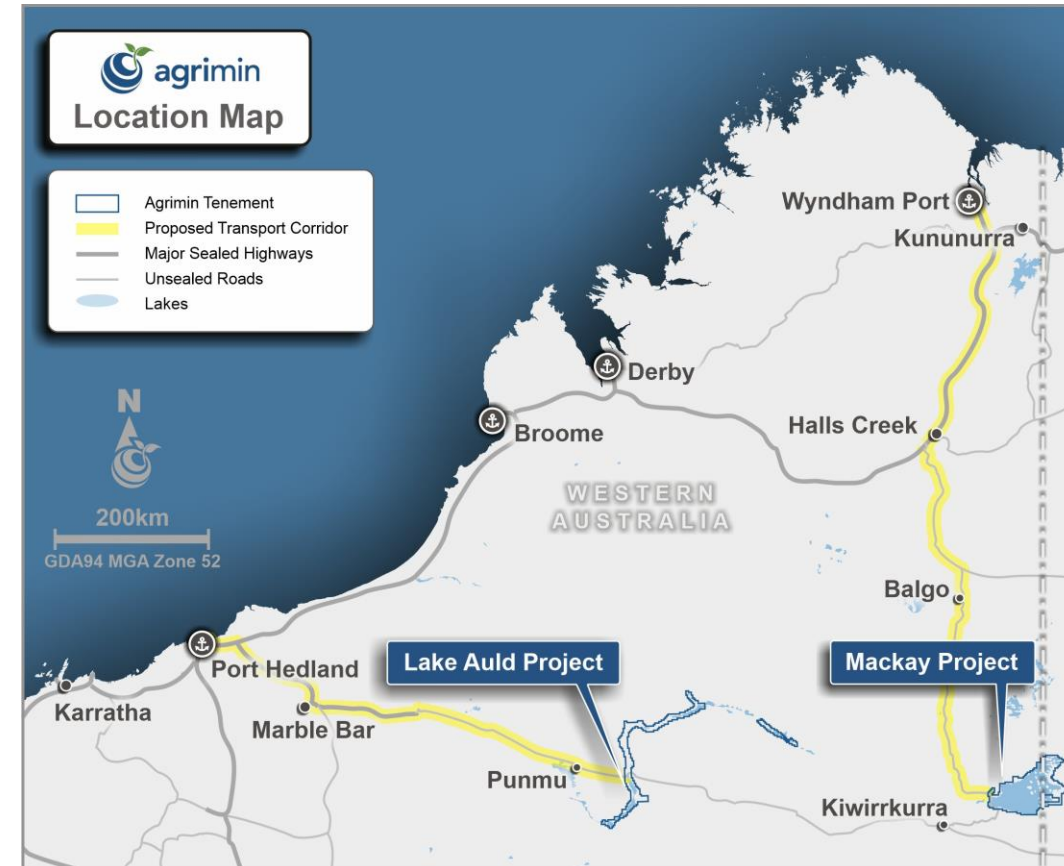 agrimin
Location Map
Agrimin Tenement
Proposed Transport Corridor
Major Sealed Highways
Unsealed Roads
Lakes
Wyndham Port
Kununurra
Derby
Broome
Halls Creek
N
200km
GDA94 MGA Zone 52
WESTERN
AUSTRALIA
Balgo
Port Hedland
Lake Auld Project
Mackay Project
Karratha
Marble Bar
Punmu
Kiwirrkurra